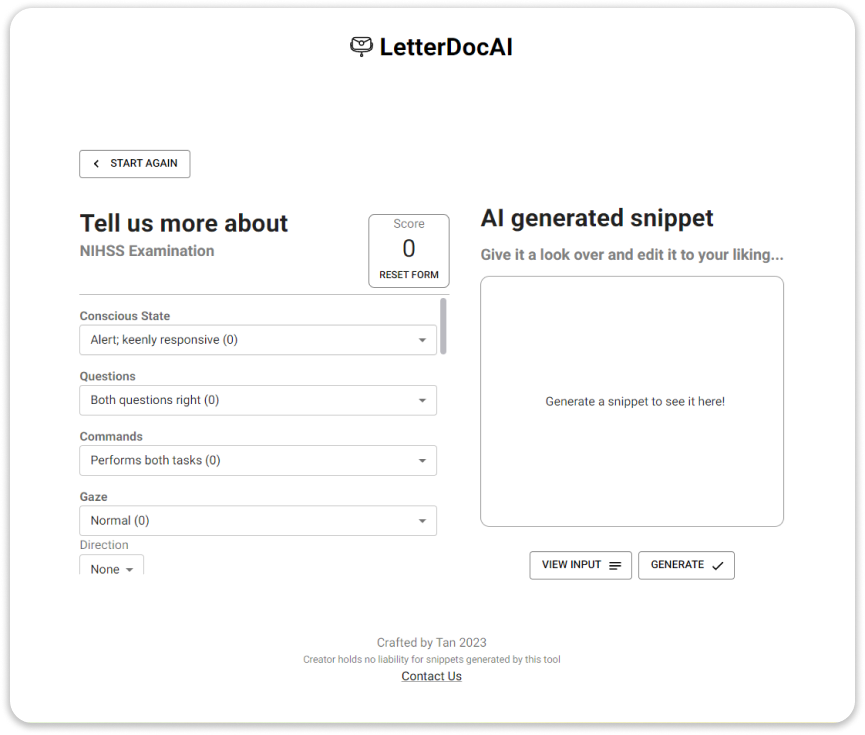 LetterDocAI
START AGAIN
Tell us more about
NIHSS Examination
Score
0
RESET FORM
Conscious State
Alert; keenly responsive (0)
Questions
Both questions right (0)
Commands
Performs both tasks (0)
Gaze
Normal (0)
Direction
None
AI generated snippet
Give it a look over and edit it to your liking...
Generate a snippet to see it here!
VIEW INPUT
GENERATE
Crafted by Tan 2023
Creator holds no liability for snippets generated by this tool
Contact Us